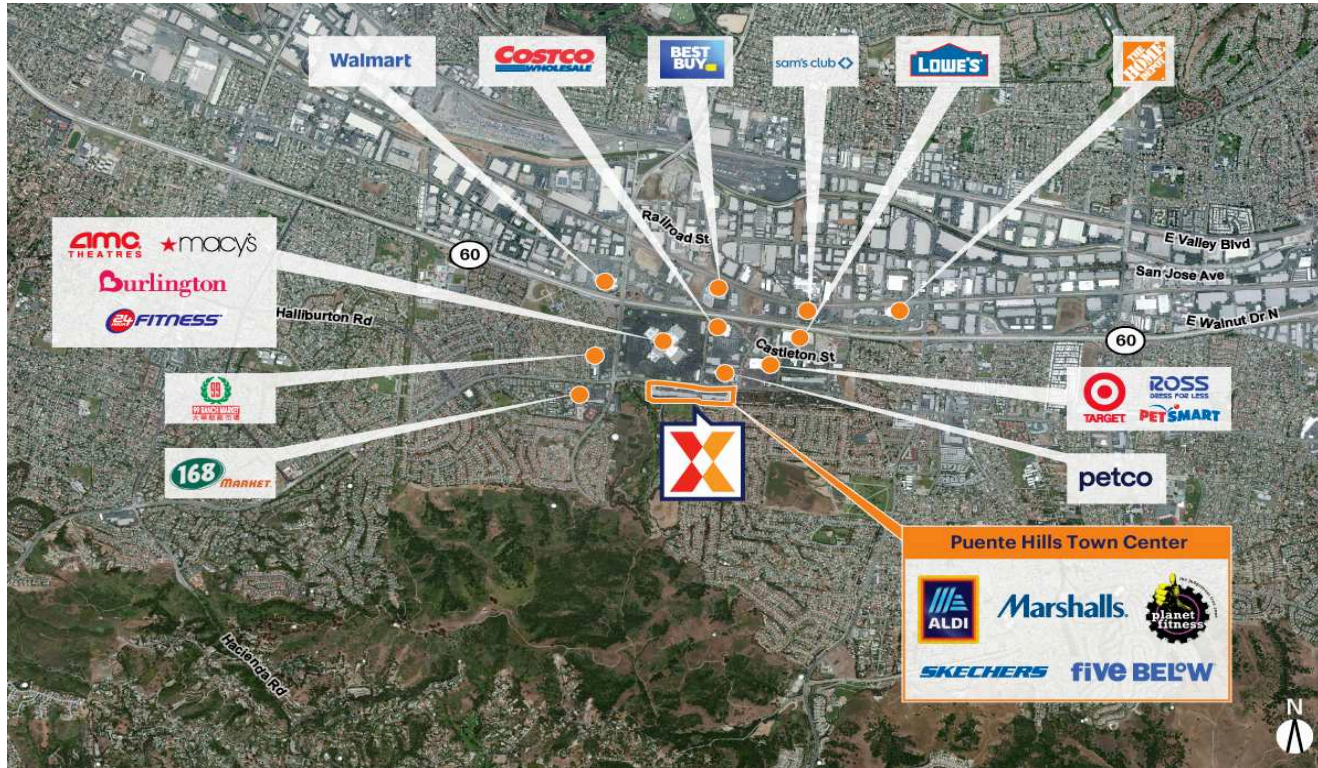 Walmart
COSTCO
WHOLESALE
BEST
BUY
sam's club
LOWE'S
THE
HOME
DEPOT
Railroad St
E Valley Blvd
San Jose Ave
E Walnut Dr N
60
60
Castleton St
Halliburton Rd
amc
THEATRES
macy's
Burlington
24
HOUR
FITNESS
99
99 RANCH MARKET
168
MARKET
TARGET
ROSS
DRESS FOR LESS
PETSMART
petco
Puente Hills Town Center
ALDI
Marshalls
planet
fitness
SKECHERS
five BELOW
Hacienda Rd
N